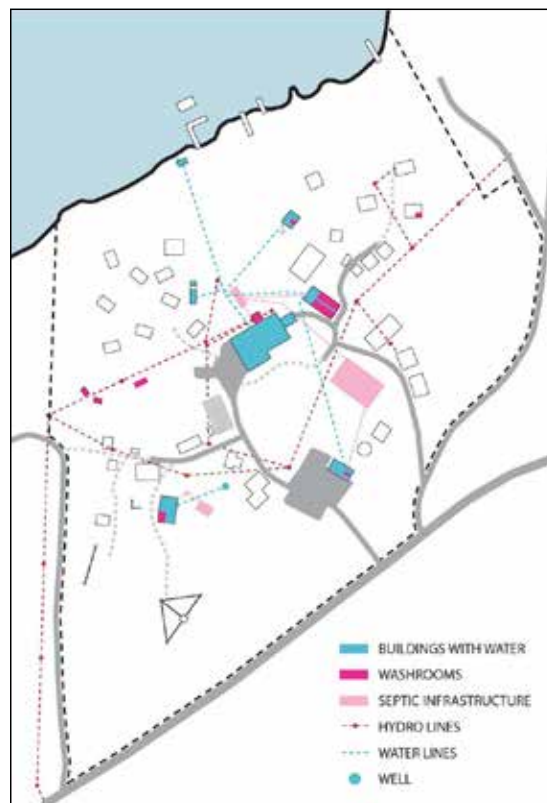 BUILDINGS WITH WATER
WASHROOMS
SEPTIC INFRASTRUCTURE
HYDRO LINES
WATER LINES
WELL